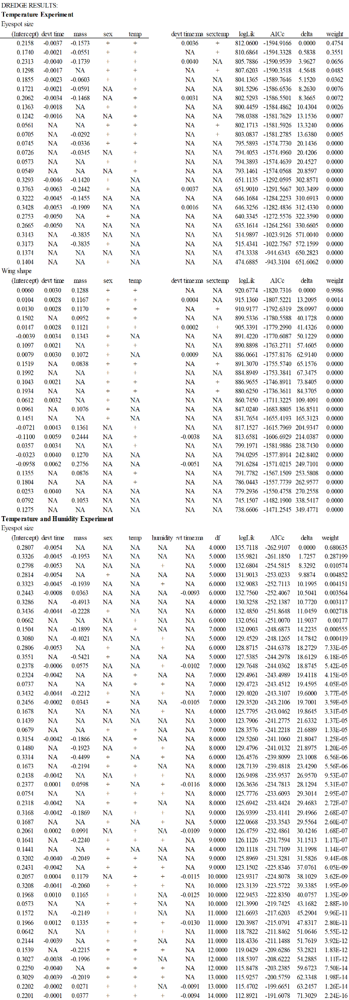 DREDGE RESULTS:
Temperature Experiment
Eyespot size
(Intercept) devt time mass sex temp devt time:ma sex:temp logLik AICc delta weight
0.2158 -0.0037 -0.1573 + + 0.0036 + 812.0600 -1594.9166 0.0000 0.4754
0.1740 -0.0021 -0.0551 + + NA + 810.6864 -1594.3328 0.5838 0.3551
0.2313 -0.0040 -0.1739 + + 0.0040 NA 805.7886 -1590.9539 3.9627 0.0656
0.1298 -0.0017 NA + + NA + 807.6203 -1590.3518 4.5648 0.0485
0.1855 -0.0023 -0.0603 + + NA NA 804.1365 -1589.7646 5.1520 0.0362
0.1721 -0.0021 -0.0591 NA + NA NA 801.5296 -1586.6536 8.2630 0.0076
0.2062 -0.0034 -0.1468 NA + 0.0031 NA 802.5293 -1586.5501 8.3665 0.0072
0.1363 -0.0018 NA + + NA NA 800.4459 -1584.4862 10.4304 0.0026
0.1242 -0.0016 NA NA + NA NA 798.0388 -1581.7629 13.1536 0.0007
0.0561 NA NA + + NA + 802.1713 -1581.5926 13.3240 0.0006
0.0705 NA -0.0292 + + NA + 803.0837 -1581.2785 13.6380 0.0005
0.0745 NA -0.0336 + + NA NA 795.5893 -1574.7730 20.1436 0.0000
0.0726 NA -0.0345 NA + NA NA 794.4053 -1574.4960 20.4206 0.0000
0.0573 NA NA + + NA NA 794.3893 -1574.4639 20.4527 0.0000
0.0549 NA NA NA + NA NA 793.1461 -1574.0568 20.8597 0.0000
0.3293 -0.0046 -0.1420 + NA NA NA 651.1135 -1292.0595 302.8571 0.0000
0.3763 -0.0063 -0.2442 + NA 0.0037 NA 651.9010 -1291.5667 303.3499 0.0000
0.3222 -0.0045 -0.1455 NA NA NA NA 646.1684 -1284.2253 310.6913 0.0000
0.3428 -0.0053 -0.1909 NA NA 0.0016 NA 646.3256 -1282.4836 312.4330 0.0000
0.2753 -0.0050 NA + NA NA NA 640.3345 -1272.5576 322.3590 0.0000
0.2665 -0.0050 NA NA NA NA NA 635.1614 -1264.2561 330.6605 0.0000
0.3143 NA -0.3835 NA NA NA NA 514.9897 -1023.9126 571.0040 0.0000
0.3173 NA -0.3835 + NA NA NA 515.4341 -1022.7567 572.1599 0.0000
0.1374 NA NA NA NA NA NA 474.3338 -944.6343 650.2823 0.0000
0.1404 NA NA + NA NA NA 474.6885 -943.3104 651.6062 0.0000
Wing shape
(Intercept) devt time mass sex temp devt time:ma sex:temp logLik AICc delta weight
0.0060 0.0030 0.1288 + + NA NA 920.6774 -1820.7316 0.0000 0.9986
0.0104 0.0028 0.1167 + + 0.0004 NA 915.1360 -1807.5221 13.2095 0.0014
0.0130 0.0028 0.1170 + + NA + 910.9177 -1792.6319 28.0997 0.0000
0.1502 NA 0.0952 + + NA NA 899.5336 -1780.5588 40.1728 0.0000
0.0147 0.0028 0.1121 + + 0.0002 + 905.3391 -1779.2990 41.4326 0.0000
-0.0039 0.0034 0.1343 + NA NA NA 891.4220 -1770.6087 50.1229 0.0000
0.1097 0.0021 NA + + NA NA 890.8898 -1763.2711 57.4605 0.0000
0.0079 0.0030 0.1072 + NA 0.0009 NA 886.0661 -1757.8176 62.9140 0.0000
0.1519 NA 0.0838 + + NA + 891.3070 -1755.5740 65.1576 0.0000
0.1992 NA NA + + NA NA 884.8949 -1753.3841 67.3475 0.0000
0.1043 0.0021 NA + + NA + 886.9655 -1746.8911 73.8405 0.0000
0.1934 NA NA + + NA + 880.6250 -1736.3611 84.3705 0.0000
0.0612 0.0032 NA + NA NA NA 860.7450 -1711.3225 109.4091 0.0000
0.0961 NA 0.1076 + NA NA NA 847.0240 -1683.8805 136.8511 0.0000
0.1451 NA NA + NA NA NA 831.7654 -1655.4193 165.3123 0.0000
-0.0721 0.0043 0.1361 NA + NA NA 817.1527 -1615.7969 204.9347 0.0000
-0.1100 0.0059 0.2444 NA + -0.0038 NA 813.6581 -1606.6929 214.0387 0.0000
0.0357 0.0034 NA NA + NA NA 799.1971 -1581.9886 238.7430 0.0000
-0.0323 0.0040 0.1270 NA NA NA NA 794.0295 -1577.8914 242.8402 0.0000
-0.0958 0.0062 0.2756 NA NA -0.0051 NA 791.6284 -1571.0215 249.7101 0.0000
0.1355 NA 0.0876 NA + NA NA 791.7782 -1567.1509 253.5808 0.0000
0.1804 NA NA NA + NA NA 786.0443 -1557.7739 262.9577 0.0000
0.0253 0.0040 NA NA NA NA NA 779.2936 -1550.4758 270.2558 0.0000
0.0792 NA 0.1053 NA NA NA NA 745.1507 -1482.1900 338.5417 0.0000
0.1275 NA NA NA NA NA NA 738.6606 -1471.2545 349.4771 0.0000
Temperature and Humidity Experiment
Eyespot size
(Intercept) devt time mass sex temp humidity vt time:ma df logLik AICc delta weight
0.2807 -0.0054 NA NA NA NA NA 4.0000 135.7118 -262.9107 0.0000 0.680635
0.3326 -0.0045 -0.1953 NA NA NA NA 5.0000 135.9821 -261.1850 1.7257 0.287199
0.2798 -0.0053 NA NA NA + NA 5.0000 132.6804 -254.5815 8.3292 0.010574
0.2814 -0.0054 NA + NA NA NA 5.0000 131.9013 -253.0233 9.8874 0.004852
0.3323 -0.0045 -0.1939 NA NA + NA 6.0000 132.9083 -252.7113 10.1995 0.004151
0.2443 -0.0008 0.0363 NA NA NA -0.0093 6.0000 132.7560 -252.4067 10.5041 0.003564
0.3286 NA -0.4913 NA NA NA NA 4.0000 130.3258 -252.1387 10.7720 0.003117
0.3436 -0.0044 -0.2228 + NA NA NA 6.0000 132.4850 -251.8648 11.0459 0.002718
0.0662 NA NA NA + NA NA 6.0000 132.0561 -251.0070 11.9037 0.00177
0.1504 NA -0.1899 NA + NA NA 7.0000 132.0903 -248.6873 14.2235 0.000555
0.3080 NA -0.4021 NA NA + NA 5.0000 129.4529 -248.1265 14.7842 0.000419
0.2806 -0.0053 NA + NA + NA 6.0000 128.8715 -244.6378 18.2729 7.33E-05
0.3551 NA -0.5421 + NA NA NA 5.0000 127.5385 -244.2978 18.6129 6.18E-05
0.2378 -0.0006 0.0575 NA NA + -0.0102 7.0000 129.7648 -244.0362 18.8745 5.42E-05
0.2324 -0.0042 NA NA + NA NA 7.0000 129.4961 -243.4989 19.4118 4.15E-05
0.0737 NA NA NA + + NA 7.0000 129.4723 -243.4512 19.4595 4.05E-05
0.3432 -0.0044 -0.2212 + NA + NA 7.0000 129.4020 -243.3107 19.6000 3.77E-05
0.2456 -0.0002 0.0343 + NA NA -0.0105 7.0000 129.3520 -243.2106 19.7001 3.59E-05
0.1678 NA NA NA NA + NA 4.0000 125.7795 -243.0462 19.8645 3.31E-05
0.1439 NA NA NA NA NA NA 3.0000 123.7906 -241.2775 21.6332 1.37E-05
0.0679 NA NA + + NA NA 7.0000 128.3576 -241.2218 21.6889 1.33E-05
0.3154 -0.0042 -0.1866 NA + NA NA 8.0000 129.5260 -241.1060 21.8047 1.25E-05
0.1480 NA -0.1923 NA + + NA 8.0000 129.4796 -241.0132 21.8975 1.20E-05
0.3314 NA -0.4499 + NA + NA 6.0000 126.4576 -239.8099 23.1008 6.56E-06
0.1673 NA -0.2194 + + NA NA 8.0000 128.7139 -239.4818 23.4290 5.56E-06
0.2438 -0.0042 NA NA + + NA 8.0000 126.9498 -235.9537 26.9570 9.53E-07
0.2377 0.0001 0.0598 + NA + -0.0116 8.0000 126.3636 -234.7813 28.1294 5.31E-07
0.0754 NA NA + + + NA 8.0000 125.7776 -233.6093 29.3014 2.95E-07
0.2318 -0.0042 NA + + NA NA 8.0000 125.6942 -233.4424 29.4683 2.72E-07
0.3168 -0.0042 -0.1869 NA + + NA 9.0000 126.9399 -233.4141 29.4966 2.68E-07
0.1687 NA NA + NA + NA 5.0000 122.0668 -233.3543 29.5564 2.60E-07
0.2061 0.0002 0.0991 NA + NA -0.0109 9.0000 126.4759 -232.4861 30.4246 1.68E-07
0.1641 NA -0.2240 + + + NA 9.0000 126.1126 -231.7594 31.1513 1.17E-07
0.1441 NA NA + NA NA NA 4.0000 120.1118 -231.7109 31.1998 1.14E-07
0.3202 -0.0040 -0.2049 + + NA NA 9.0000 125.8969 -231.3281 31.5826 9.44E-08
0.2431 -0.0042 NA + + + NA 9.0000 123.1502 -225.8346 37.0761 6.05E-09
0.2057 0.0004 0.1179 NA + + -0.0115 10.0000 123.9317 -224.8078 38.1029 3.62E-09
0.3208 -0.0041 -0.2060 + + + NA 10.0000 123.3139 -223.5722 39.3385 1.95E-09
0.1968 0.0010 0.1165 + + NA -0.0125 10.0000 122.9453 -222.8350 40.0757 1.35E-09
0.0573 NA NA + + NA NA 10.0000 121.3990 -219.7425 43.1682 2.88E-10
0.1572 NA -0.2149 + + NA NA 11.0000 121.6693 -217.6203 45.2904 9.96E-11
0.1966 0.0012 0.1335 + + + -0.0130 11.0000 120.3987 -215.0791 47.8317 2.80E-11
0.0642 NA NA + + + NA 11.0000 118.7822 -211.8462 51.0646 5.55E-12
0.2144 -0.0039 NA + + NA NA 11.0000 118.4336 -211.1488 51.7619 3.92E-12
0.1539 NA -0.2215 + + + NA 12.0000 119.0429 -209.6286 53.2821 1.83E-12
0.3027 -0.0038 -0.1996 + + NA NA 12.0000 118.5397 -208.6222 54.2885 1.11E-12
0.2250 -0.0040 NA + + + NA 12.0000 115.8478 -203.2385 59.6723 7.50E-14
0.3029 -0.0039 -0.2019 + + + NA 13.0000 115.9257 -200.5759 62.3348 1.98E-14
0.2202 -0.0002 0.0271 + + NA -0.0091 13.0000 115.4702 -199.6651 63.2457 1.26E-14
0.2201 -0.0001 0.0377 + + + -0.0094 14.0000 112.8921 -191.6078 71.3029 2.24E-16